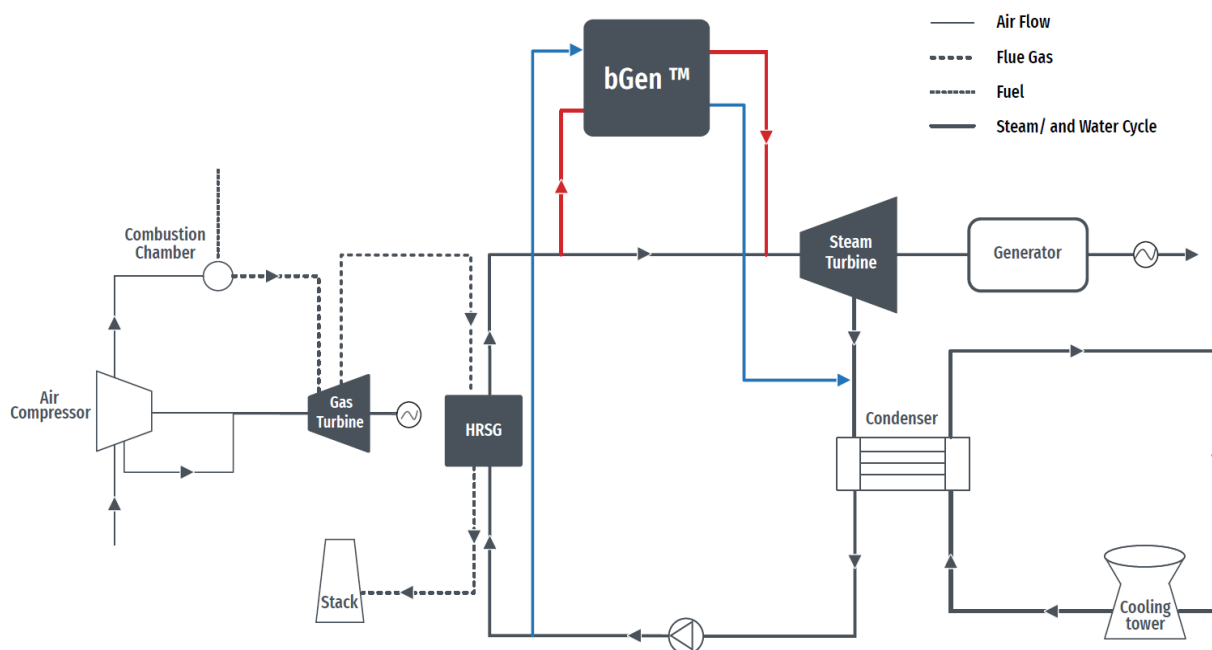 Air Flow
Flue Gas
Fuel
Steam/ and Water Cycle
bGen ™
Combustion
Chamber
Steam
Turbine
Generator
Air
Compressor
Gas
Turbine
HRSG
Condenser
Stack
Cooling
tower